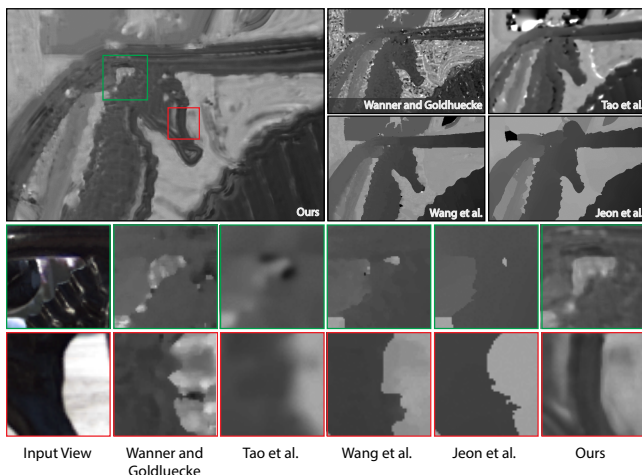 Ours
Wanner and Goldhuecke
Tao et al.
Wang et al.
Jeon et al.
Input View
Wanner and
Goldluecke
Tao et al.
Wang et al.
Jeon et al.
Ours